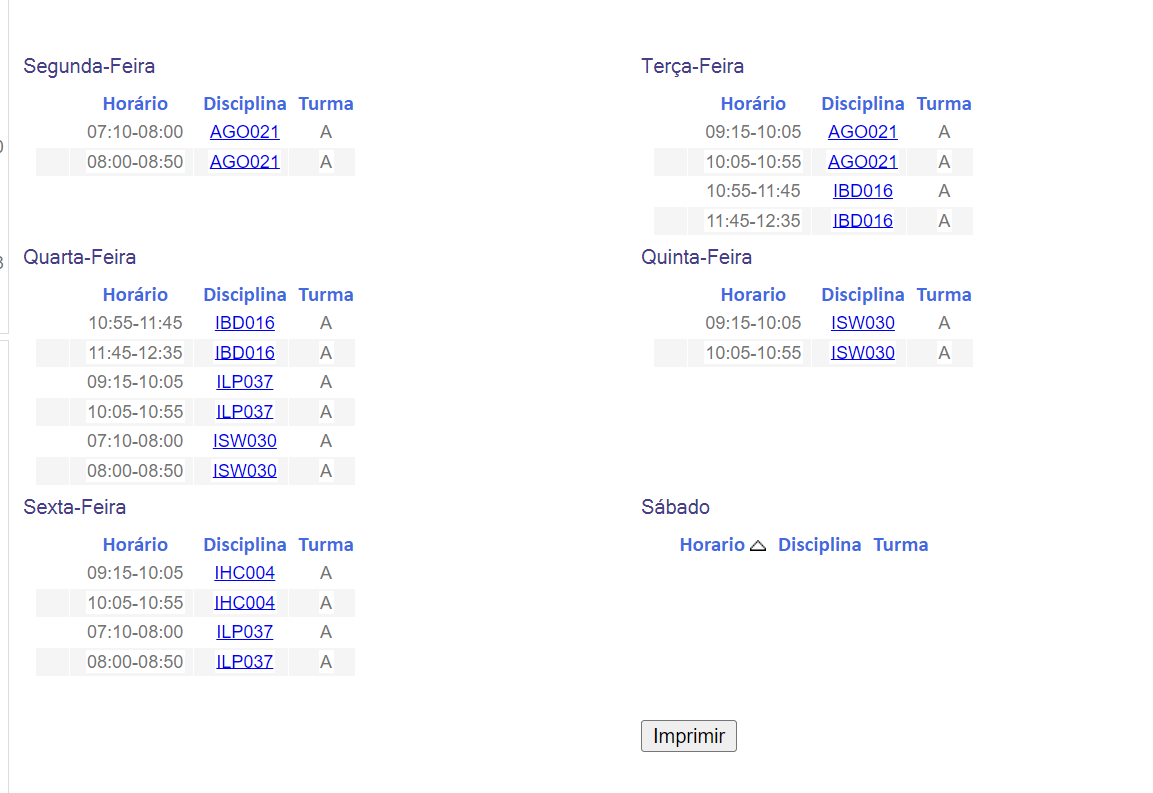 Segunda-Feira
Horário Disciplina Turma
07:10-08:00 AGO021 A
08:00-08:50 AGO021 A
Terça-Feira
Horário Disciplina Turma
09:15-10:05 AGO021 A
10:05-10:55 AGO021 A
10:55-11:45 IBD016 A
11:45-12:35 IBD016 A
Quarta-Feira
Horário Disciplina Turma
10:55-11:45 IBD016 A
11:45-12:35 IBD016 A
09:15-10:05 ILP037 A
10:05-10:55 ILP037 A
07:10-08:00 ISW030 A
08:00-08:50 ISW030 A
Quinta-Feira
Horario Disciplina Turma
09:15-10:05 ISW030 A
10:05-10:55 ISW030 A
Sexta-Feira
Horário Disciplina Turma
09:15-10:05 IHC004 A
10:05-10:55 IHC004 A
07:10-08:00 ILP037 A
08:00-08:50 ILP037 A
Sábado
Horario Disciplina Turma
Imprimir